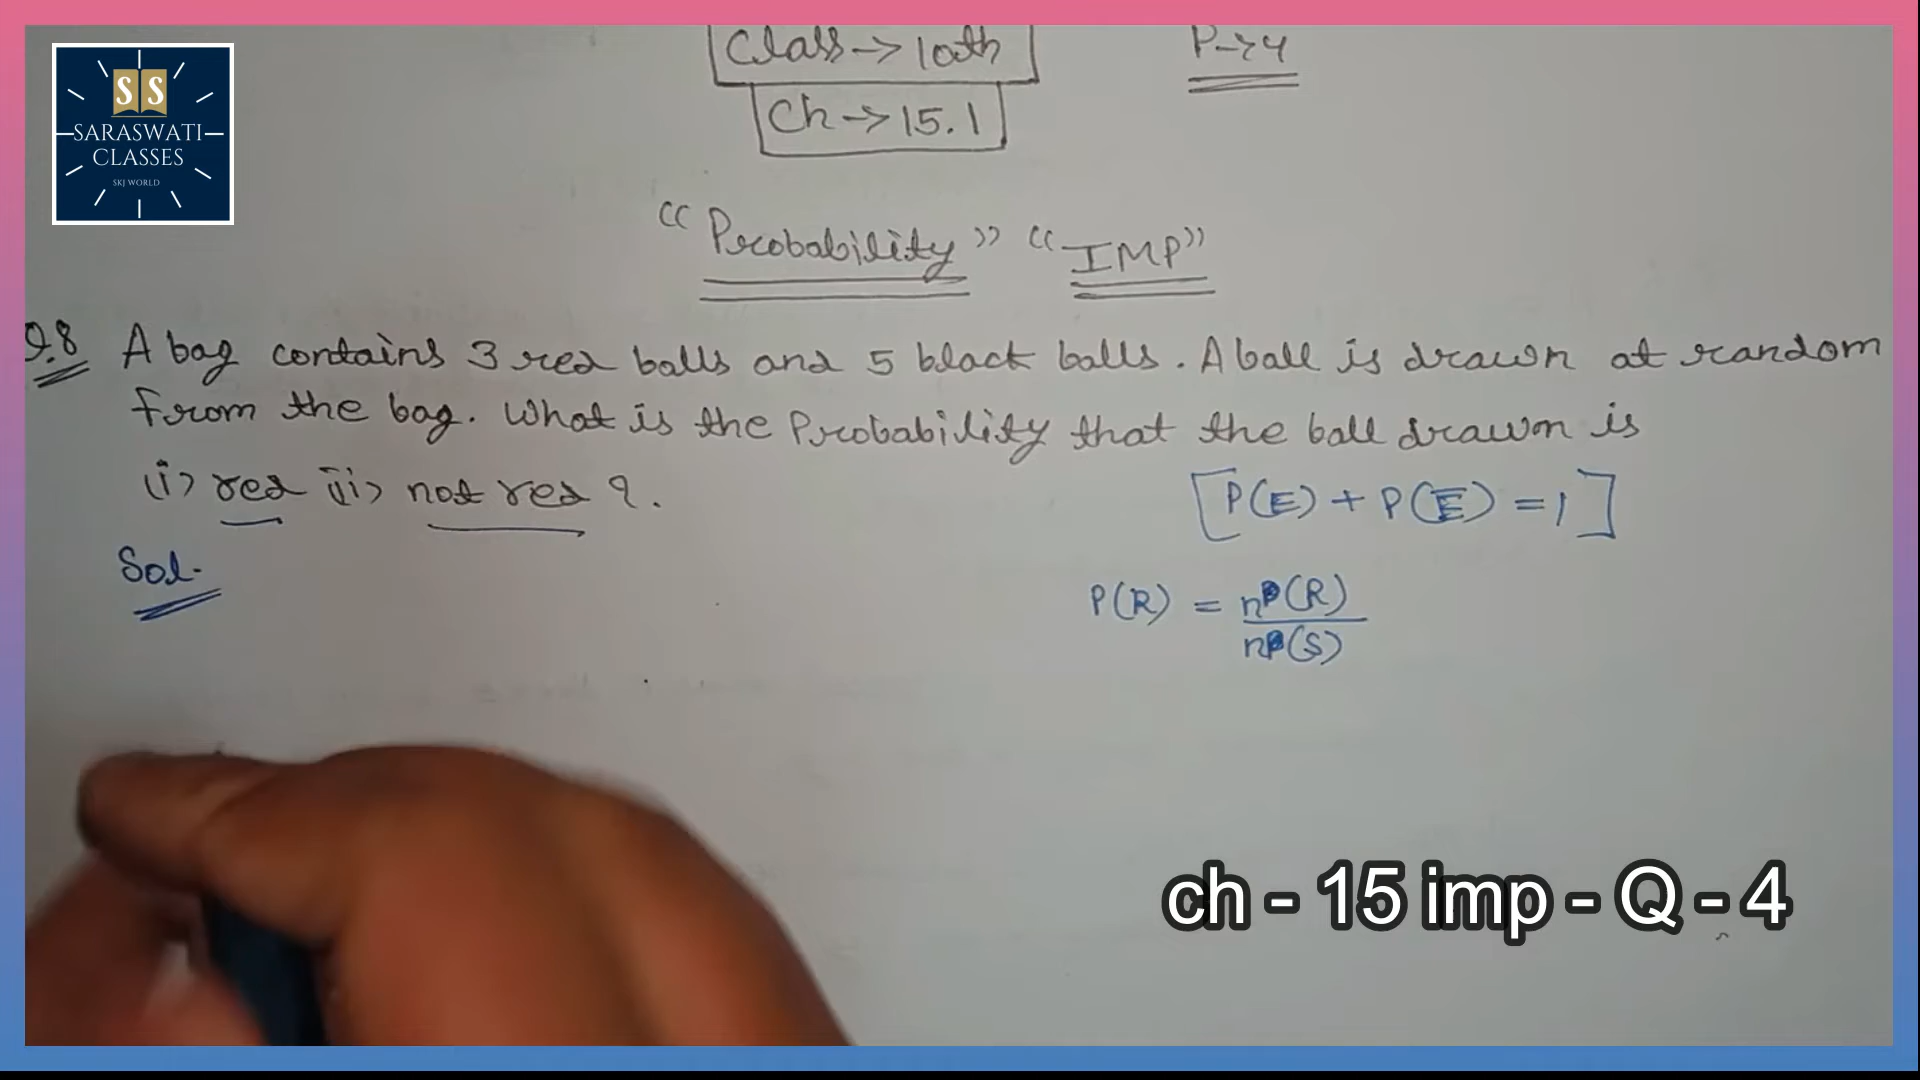 SS
SARASWATI
CLASSES
SKJ WORLD
Class → 10th
P→4
Ch → 15.1
"Probability" "IMP"
Q.8 A bag contains 3 red balls and 5 black balls. A ball is drawn at random
from the bag. What is the Probability that the ball drawn is
(i) red (ii) not red ?.
[P(E) + P(E̅) = 1]
Sol.
P(R) = n(R)
n(S)
ch - 15 imp - Q - 4